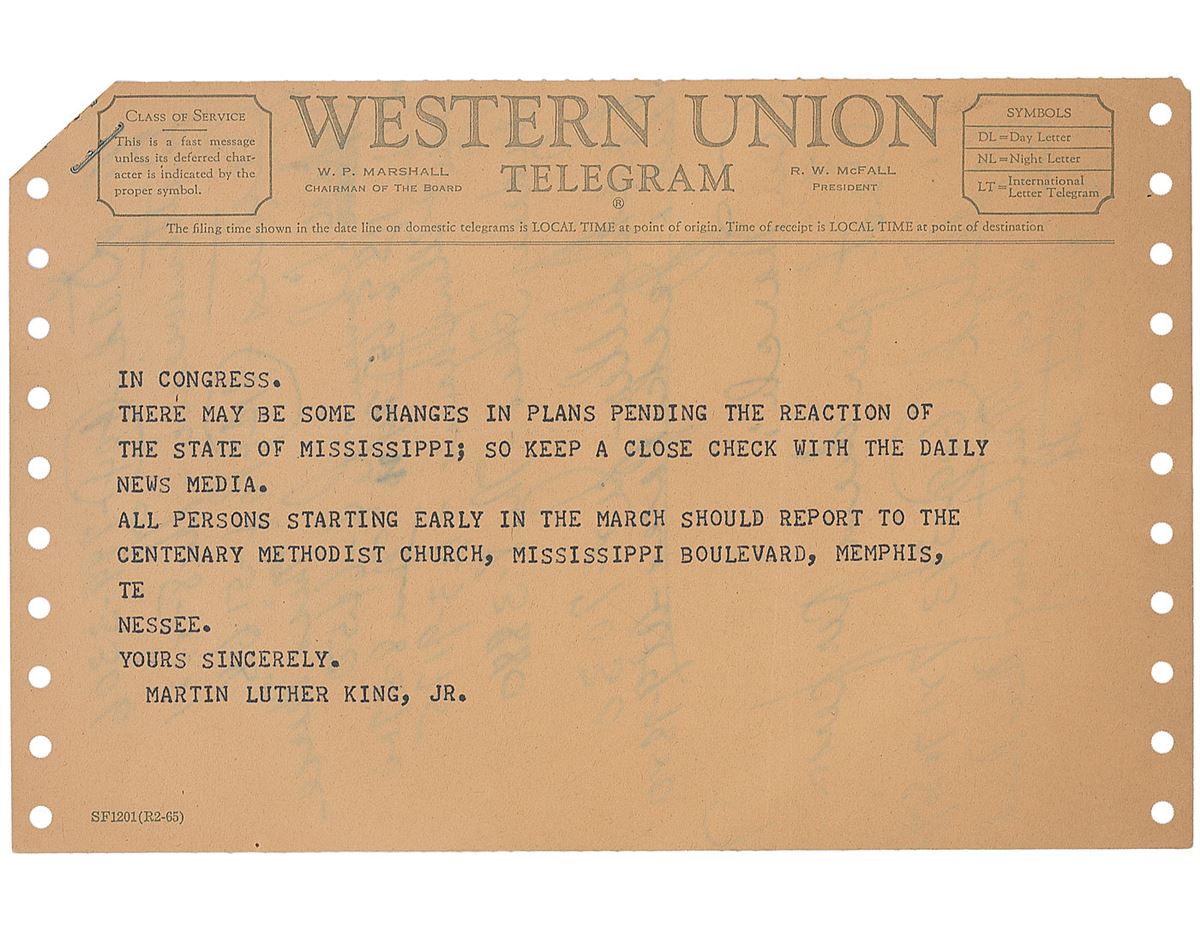 CLASS OF SERVICE
This is a fast message
unless its deferred char-
acter is indicated by the
proper symbol.
WESTERN UNION
TELEGRAM
®
W. P. MARSHALL
CHAIRMAN OF THE BOARD
R. W. McFALL
PRESIDENT
SYMBOLS
DL=Day Letter
NL=Night Letter
LT=International Letter Telegram
The filing time shown in the date line on domestic telegrams is LOCAL TIME at point of origin. Time of receipt is LOCAL TIME at point of destination
IN CONGRESS.
THERE MAY BE SOME CHANGES IN PLANS PENDING THE REACTION OF
THE STATE OF MISSISSIPPI; SO KEEP A CLOSE CHECK WITH THE DAILY
NEWS MEDIA.
ALL PERSONS STARTING EARLY IN THE MARCH SHOULD REPORT TO THE
CENTENARY METHODIST CHURCH, MISSISSIPPI BOULEVARD, MEMPHIS,
TE
NESSEE.
YOURS SINCERELY.
MARTIN LUTHER KING, JR.
SF1201(R2-65)